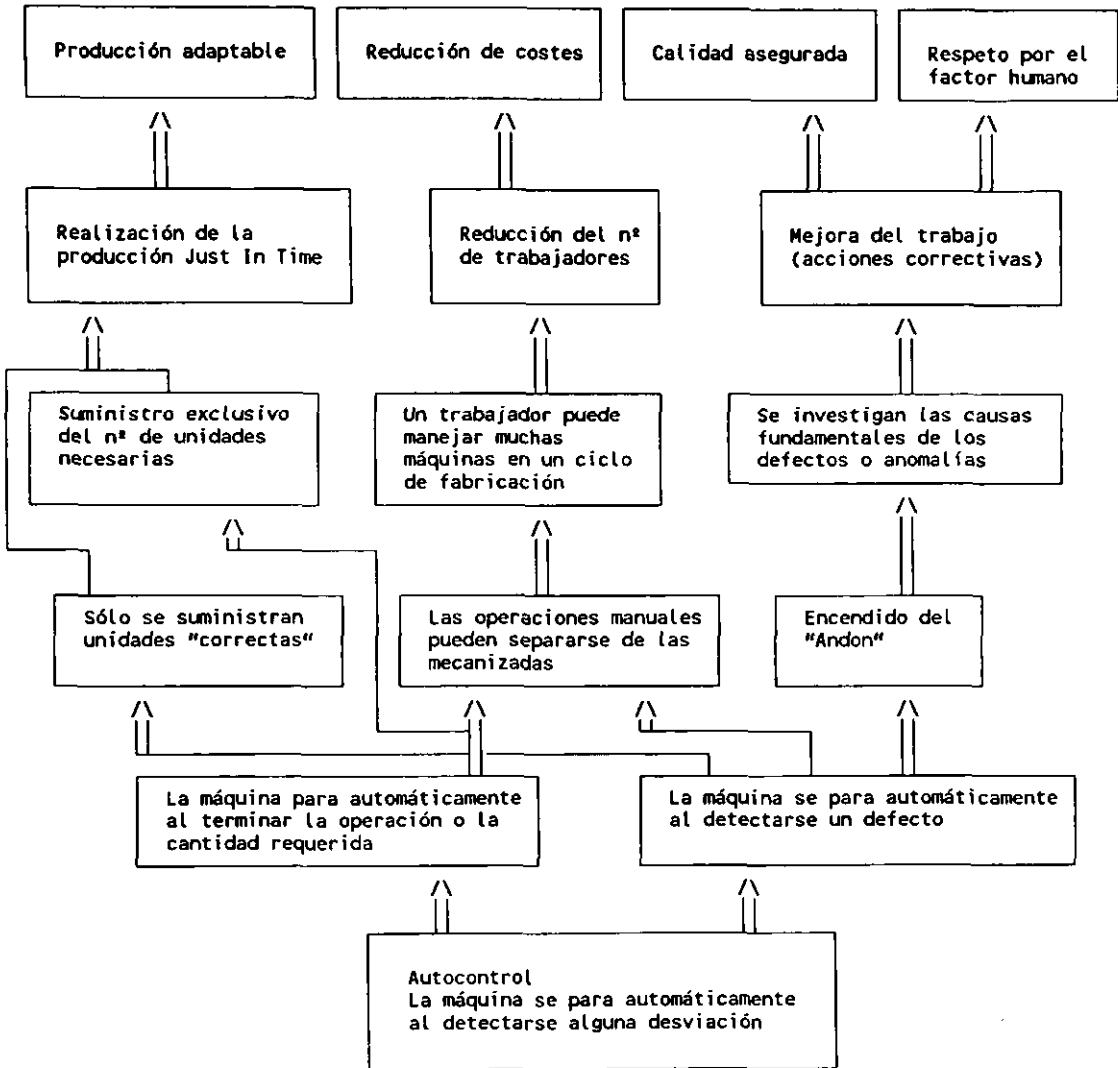 Producción adaptable
Reducción de costes
Calidad asegurada
Respeto por el
factor humano
Realización de la
producción Just In Time
Reducción del nº
de trabajadores
Mejora del trabajo
(acciones correctivas)
Suministro exclusivo
del nº de unidades
necesarias
Un trabajador puede
manejar muchas
máquinas en un ciclo
de fabricación
Se investigan las causas
fundamentales de los
defectos o anomalías
Sólo se suministran
unidades "correctas"
Las operaciones manuales
pueden separarse de las
mecanizadas
Encendido del
"Andon"
La máquina para automáticamente
al terminar la operación o la
cantidad requerida
La máquina se para automáticamente
al detectarse un defecto
Autocontrol
La máquina se para automáticamente
al detectarse alguna desviación